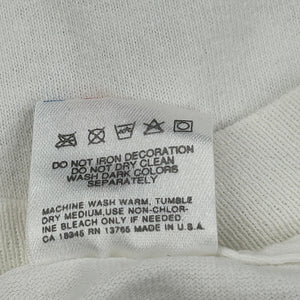 DO NOT IRON DECORATION
DO NOT DRY CLEAN
WASH DARK COLORS
SEPARATELY
MACHINE WASH WARM, TUMBLE
DRY MEDIUM, USE NON-CHLOR-
INE BLEACH ONLY IF NEEDED.
CA 18345 RN 13765 MADE IN U.S.A.